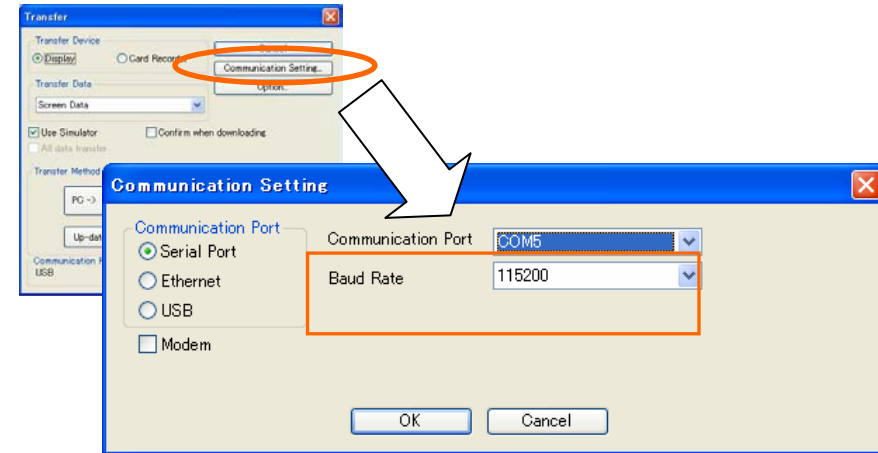 Transfer
Transfer Device
Display
Card Recorder
Communication Setting...
Option...
Transfer Data
Screen Data
Use Simulator
Confirm when downloading
All data transfer
Transfer Method
PC ->
Up-dat
Communication
USB
Communication Setting
Communication Port
Serial Port
Ethernet
USB
Modem
Communication Port
COM5
Baud Rate
115200
OK
Cancel